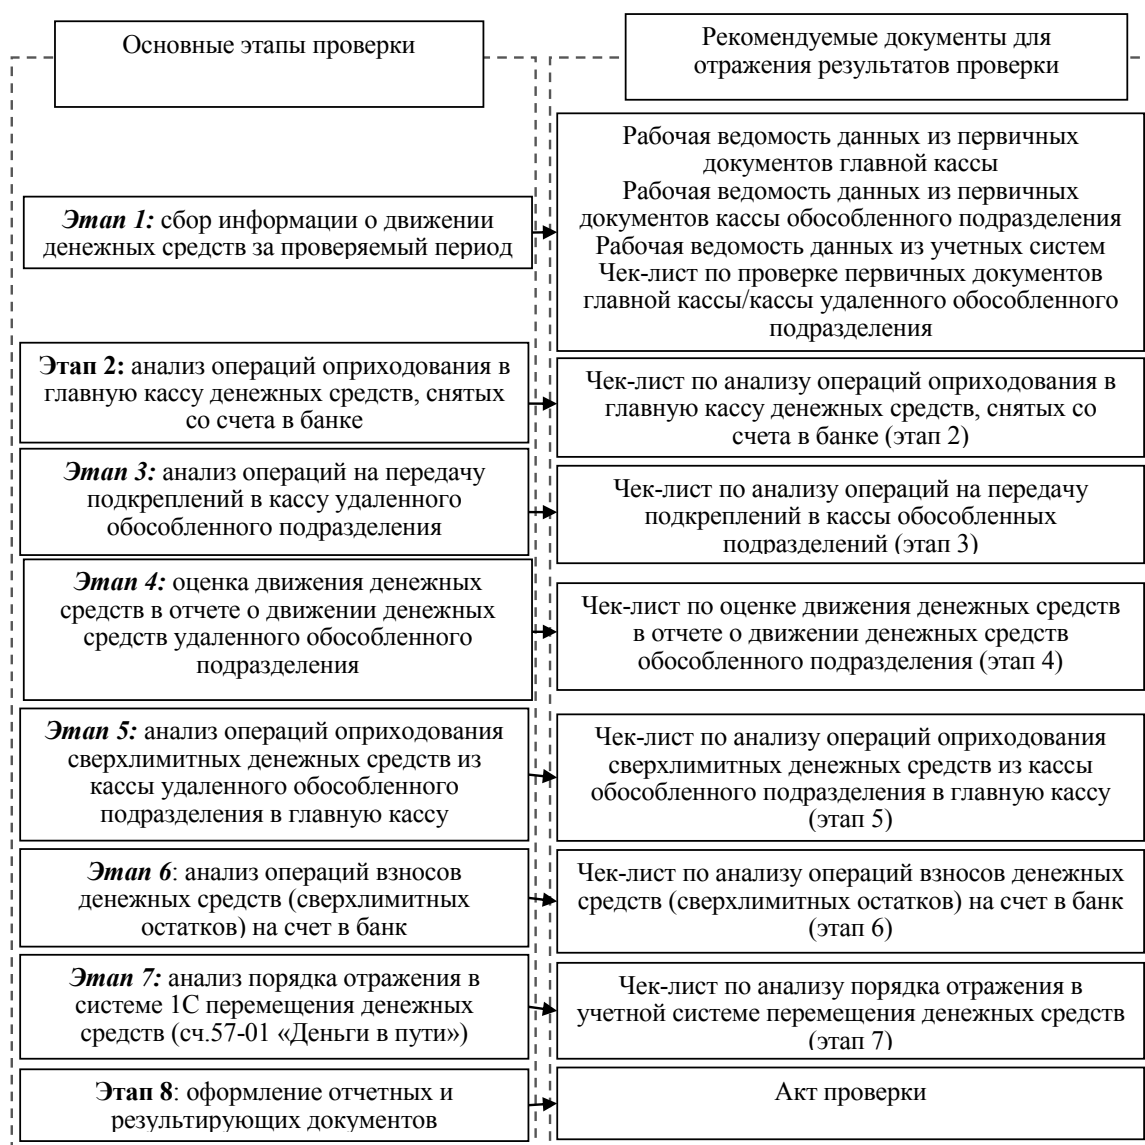 Основные этапы проверки
Рекомендуемые документы для
отражения результатов проверки
Этап 1: сбор информации о движении
денежных средств за проверяемый период
Рабочая ведомость данных из первичных
документов главной кассы
Рабочая ведомость данных из первичных
документов кассы обособленного подразделения
Рабочая ведомость данных из учетных систем
Чек-лист по проверке первичных документов
главной кассы/кассы удаленного обособленного
подразделения
Этап 2: анализ операций оприходования в
главную кассу денежных средств, снятых
со счета в банке
Чек-лист по анализу операций оприходования в
главную кассу денежных средств, снятых со
счета в банке (этап 2)
Этап 3: анализ операций на передачу
подкреплений в кассу удаленного
обособленного подразделения
Чек-лист по анализу операций на передачу
подкреплений в кассы обособленных
подразделений (этап 3)
Этап 4: оценка движения денежных
средств в отчете о движении денежных
средств удаленного обособленного
подразделения
Чек-лист по оценке движения денежных средств
в отчете о движении денежных средств
обособленного подразделения (этап 4)
Этап 5: анализ операций оприходования
сверхлимитных денежных средств из
кассы удаленного обособленного
подразделения в главную кассу
Чек-лист по анализу операций оприходования
сверхлимитных денежных средств из кассы
обособленного подразделения в главную кассу
(этап 5)
Этап 6: анализ операций взносов
денежных средств (сверхлимитных
остатков) на счет в банк
Чек-лист по анализу операций взносов денежных
средств (сверхлимитных остатков) на счет в банк
(этап 6)
Этап 7: анализ порядка отражения в
системе 1С перемещения денежных
средств (сч.57-01 «Деньги в пути»)
Чек-лист по анализу порядка отражения в
учетной системе перемещения денежных средств
(этап 7)
Этап 8: оформление отчетных и
результирующих документов
Акт проверки